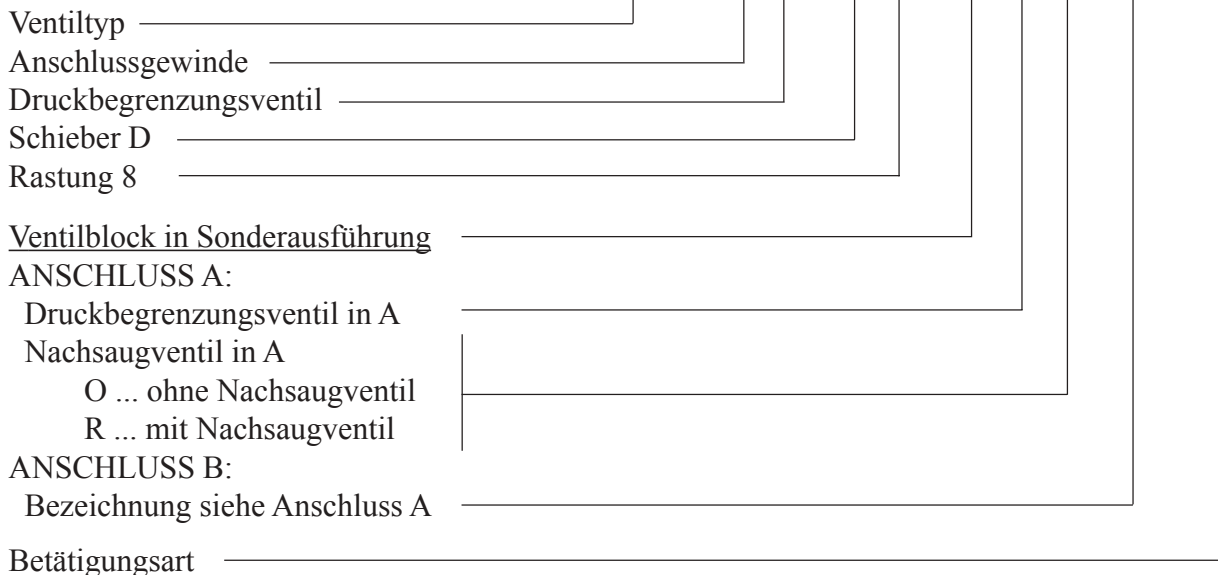 Ventiltyp
Anschlussgewinde
Druckbegrenzungsventil
Schieber D
Rastung 8
Ventilblock in Sonderausführung
ANSCHLUSS A:
Druckbegrenzungsventil in A
Nachsaugventil in A
O ... ohne Nachsaugventil
R ... mit Nachsaugventil
ANSCHLUSS B:
Bezeichnung siehe Anschluss A
Betätigungsart